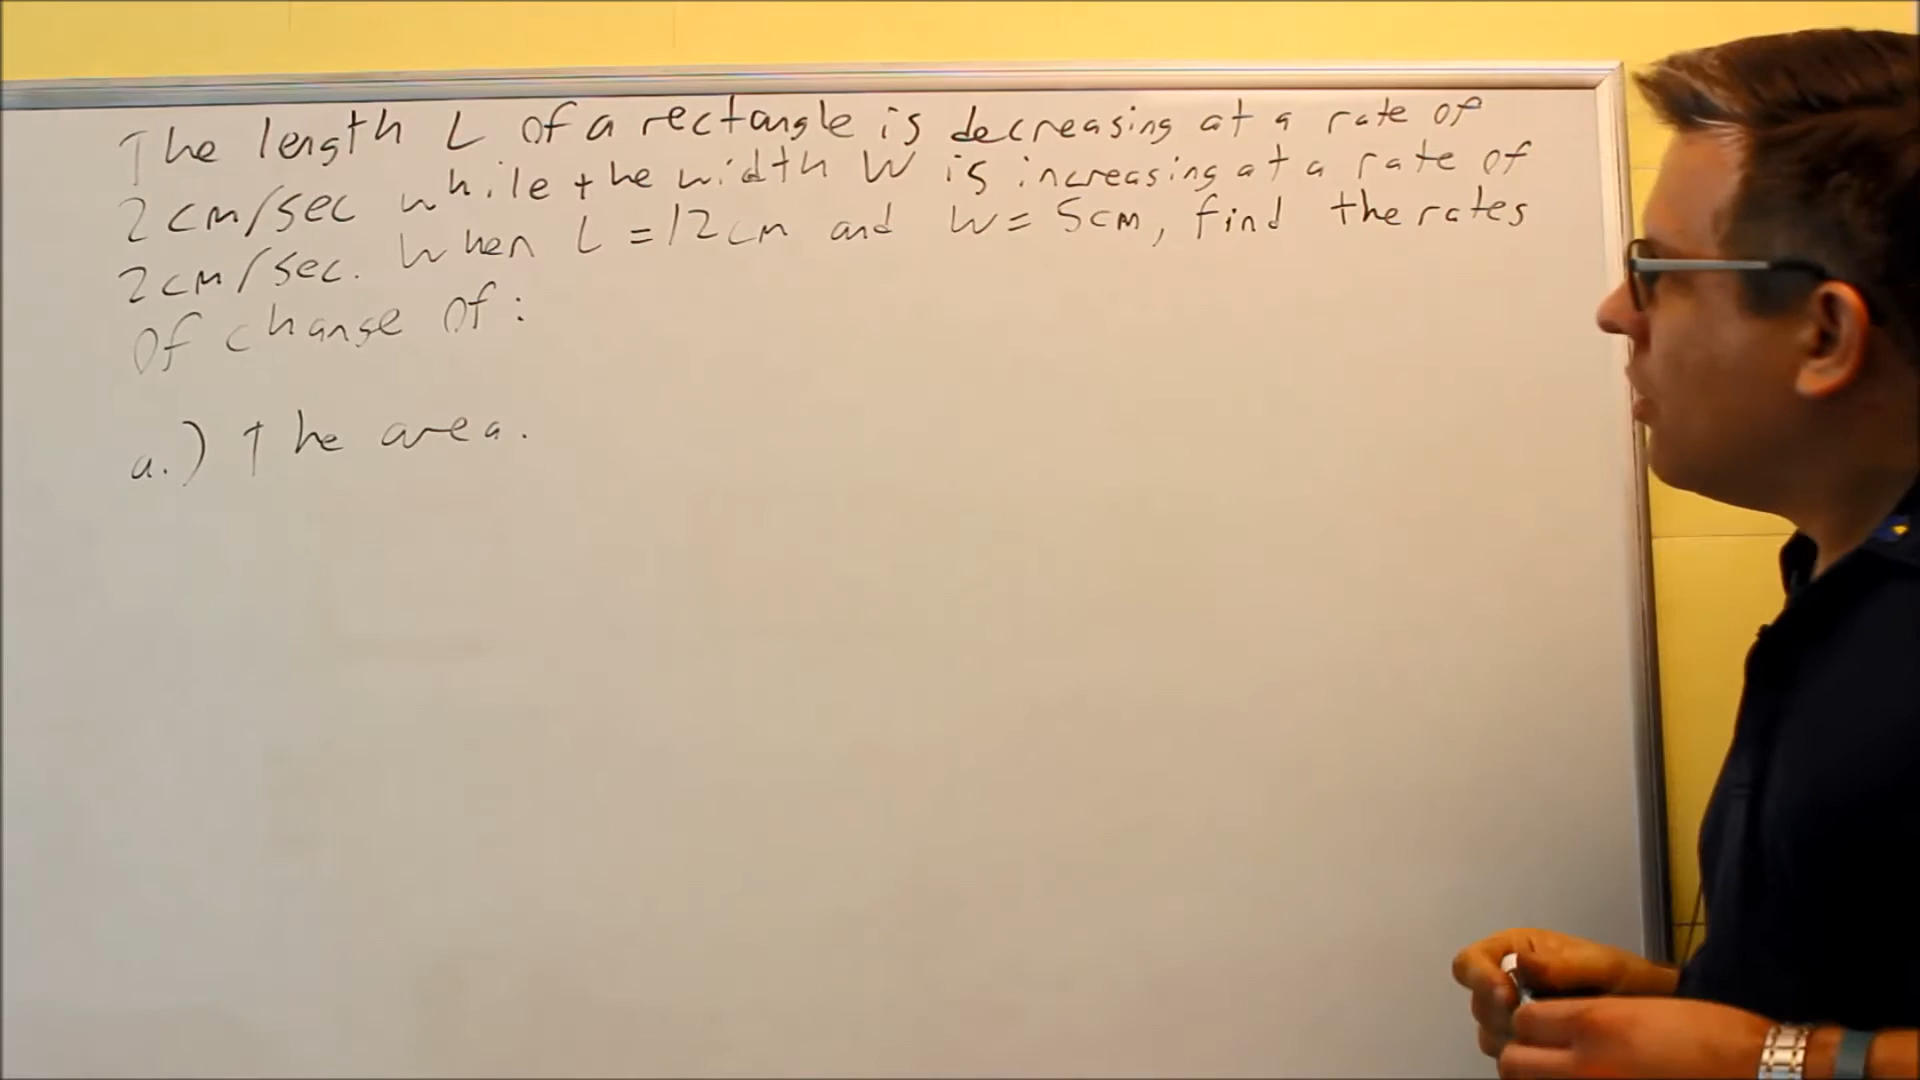 The length L of a rectangle is decreasing at a rate of
2cm/sec while the width W is increasing at a rate of
2cm/sec. When L = 12cm and W = 5cm, find the rates
of change of:
a.) The area.